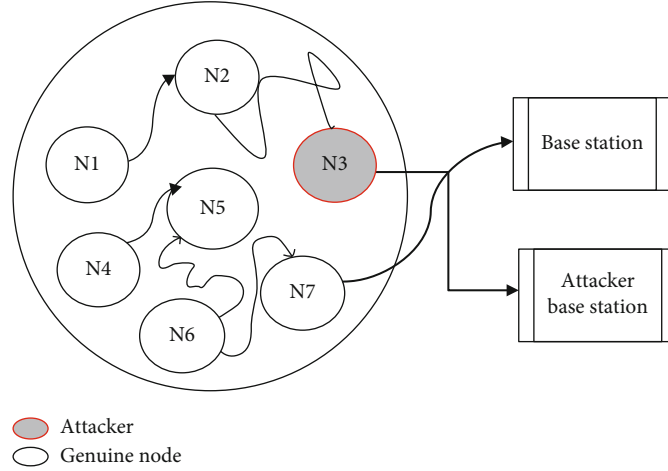 N2
N1
N3
Base station
N5
N4
N7
Attacker
base station
N6
Attacker
Genuine node